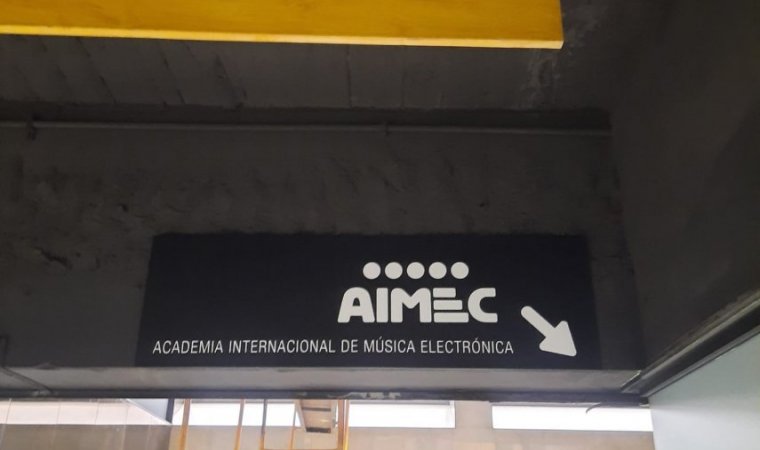 AIMEC
ACADEMIA INTERNACIONAL DE MÚSICA ELECTRÓNICA